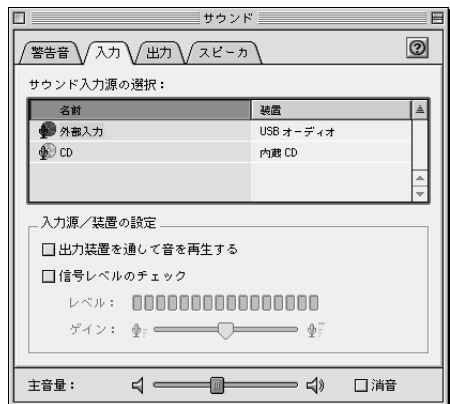 サウンド
警告音 入力 出力 スピーカ ?
サウンド入力源の選択：
名前 装置
外部入力 USB オーディオ
CD 内蔵 CD
入力源／装置の設定
出力装置を通して音を再生する
信号レベルのチェック
レベル：
ゲイン：
主音量： 消音